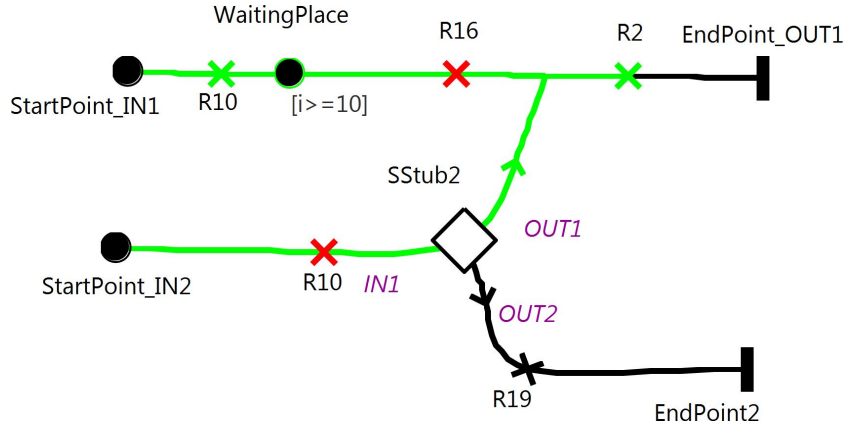 WaitingPlace
R16
R2
EndPoint_OUT1
StartPoint_IN1
R10
[i>=10]
SStub2
OUT1
StartPoint_IN2
R10
IN1
OUT2
R19
EndPoint2